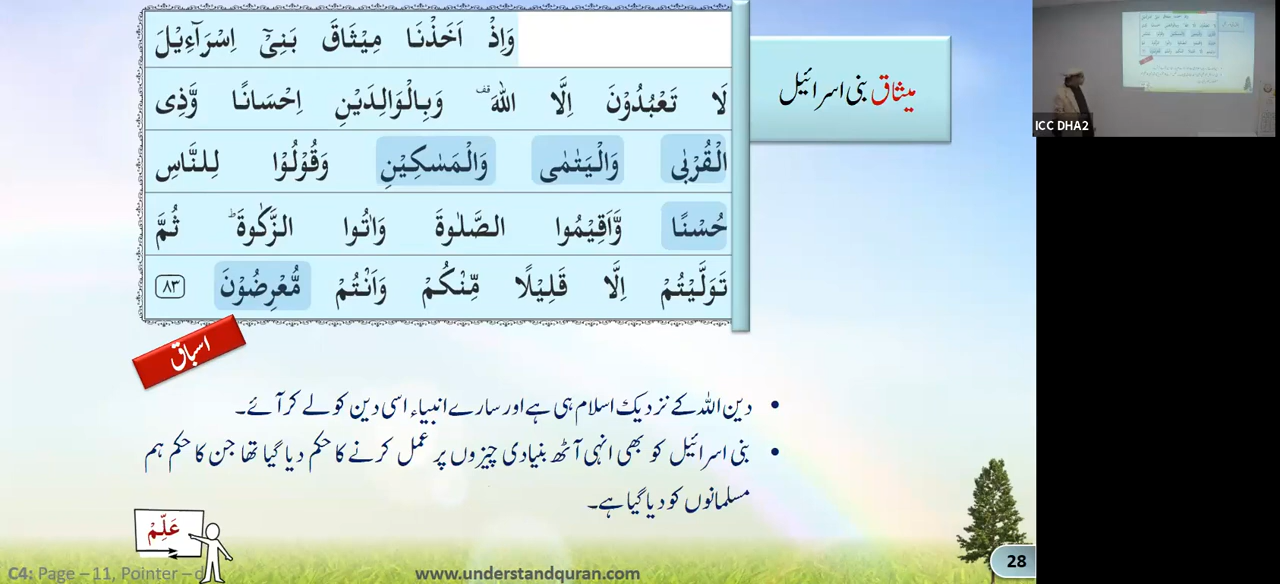 وَاِذْ اَخَذْنَا مِيْثَاقَ بَنِىْٓ اِسْرَآءِيْلَ
لَا تَعْبُدُوْنَ اِلَّا اللّٰهَ ۫ وَبِالْوَالِدَيْنِ اِحْسَانًا وَّذِى
الْقُرْبٰى وَالْيَتٰمٰى وَالْمَسٰكِيْنِ وَقُوْلُوْا لِلنَّاسِ
حُسْنًا وَّاَقِيْمُوا الصَّلٰوةَ وَاٰتُوا الزَّكٰوةَ ؕ ثُمَّ
تَوَلَّيْتُمْ اِلَّا قَلِيْلًا مِّنْكُمْ وَاَنْتُمْ مُّعْرِضُوْنَ ٨٣
میثاق بنی اسرائیل
اسباق
• دین اللہ کے نزدیک اسلام ہی ہے اور سارے انبیاء اسی دین کو لے کر آئے۔
• بنی اسرائیل کو بھی انہی آٹھ بنیادی چیزوں پر عمل کرنے کا حکم دیا گیا تھا جن کا حکم ہم
مسلمانوں کو دیا گیا ہے۔
عَلِّمْ
C4: Page – 11, Pointer – d
www.understandquran.com
28
ICC DHA2